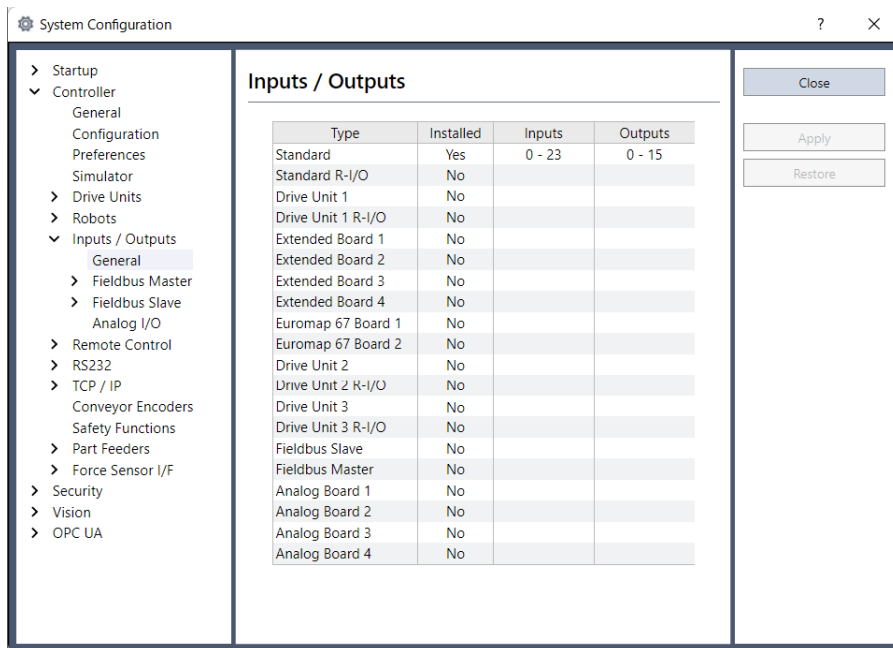 System Configuration
?
Startup
Controller
General
Configuration
Preferences
Simulator
Drive Units
Robots
Inputs / Outputs
General
Fieldbus Master
Fieldbus Slave
Analog I/O
Remote Control
RS232
TCP / IP
Conveyor Encoders
Safety Functions
Part Feeders
Force Sensor I/F
Security
Vision
OPC UA
Inputs / Outputs
Type Installed Inputs Outputs
Standard Yes 0 - 23 0 - 15
Standard R-I/O No
Drive Unit 1 No
Drive Unit 1 R-I/O No
Extended Board 1 No
Extended Board 2 No
Extended Board 3 No
Extended Board 4 No
Euromap 67 Board 1 No
Euromap 67 Board 2 No
Drive Unit 2 No
Drive Unit 2 R-I/O No
Drive Unit 3 No
Drive Unit 3 R-I/O No
Fieldbus Slave No
Fieldbus Master No
Analog Board 1 No
Analog Board 2 No
Analog Board 3 No
Analog Board 4 No
Close
Apply
Restore